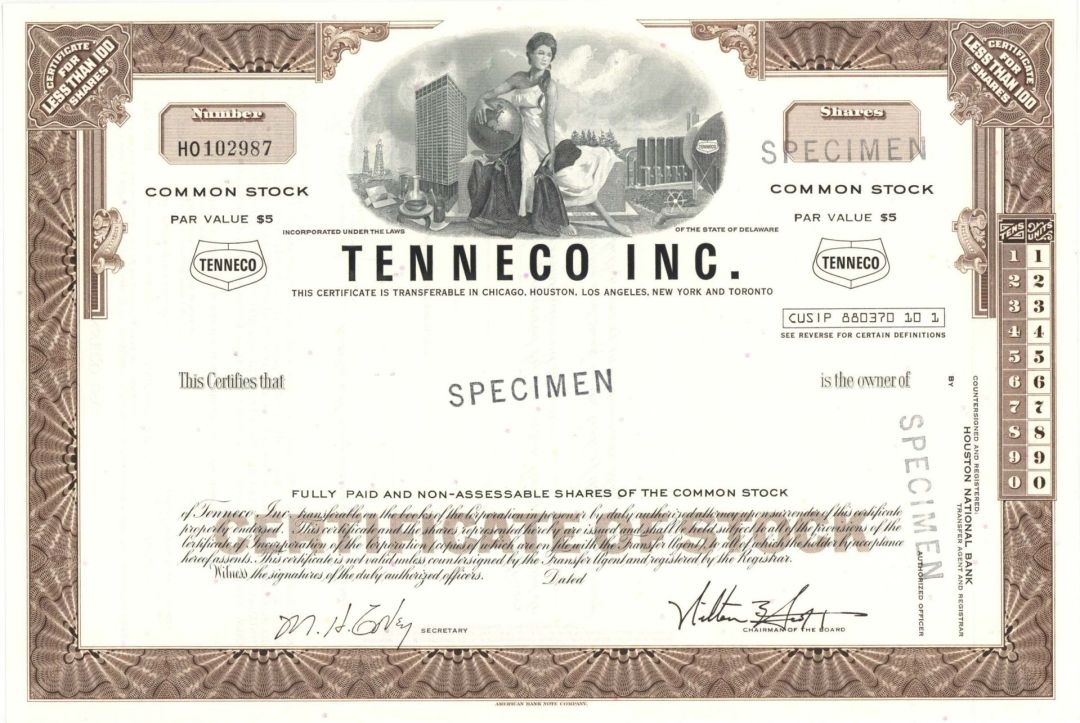 CERTIFICATE
FOR
LESS THAN 100
SHARES
CERTIFICATE
FOR
LESS THAN 100
SHARES
Number
HO102987
Shares
SPECIMEN
COMMON STOCK
COMMON STOCK
PAR VALUE $5
PAR VALUE $5
INCORPORATED UNDER THE LAWS
OF THE STATE OF DELAWARE
TENNECO
TENNECO INC.
TENNECO
THIS CERTIFICATE IS TRANSFERABLE IN CHICAGO, HOUSTON, LOS ANGELES, NEW YORK AND TORONTO
CUSIP 880370 10 1
SEE REVERSE FOR CERTAIN DEFINITIONS
TENS UNITS
1 1
2 2
3 3
4 4
5 5
6 6
7 7
8 8
9 9
0 0
This Certifies that
SPECIMEN
is the owner of
FULLY PAID AND NON-ASSESSABLE SHARES OF THE COMMON STOCK
of Tenneco Inc. transferable on the books of the Corporation in person or by duly authorized attorney upon surrender of this certificate
properly endorsed. This certificate and the shares represented hereby are issued and shall be held subject to all of the provisions of the
Certificate of Incorporation of the Corporation (copies of which are on file with the Transfer Agent), to all of which the holder by acceptance
hereof assents. This certificate is not valid unless countersigned by the Transfer Agent and registered by the Registrar.
Witness the signatures of the duly authorized officers.
Dated
SECRETARY
CHAIRMAN OF THE BOARD
COUNTERSIGNED AND REGISTERED:
HOUSTON NATIONAL BANK
TRANSFER AGENT AND REGISTRAR
BY
AUTHORIZED OFFICER
SPECIMEN
AMERICAN BANK NOTE COMPANY.